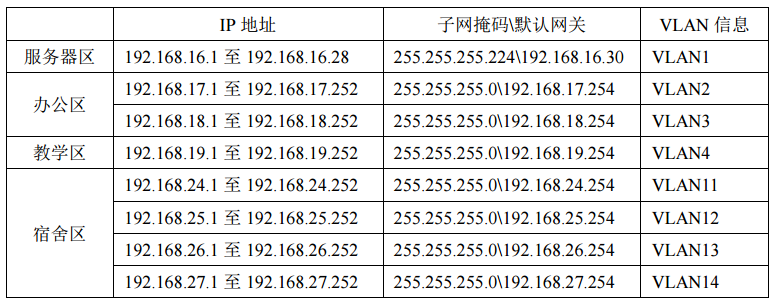 IP 地址 子网掩码\默认网关 VLAN 信息
服务器区 192.168.16.1 至 192.168.16.28 255.255.255.224\192.168.16.30 VLAN1
办公区 192.168.17.1 至 192.168.17.252 255.255.255.0\192.168.17.254 VLAN2
192.168.18.1 至 192.168.18.252 255.255.255.0\192.168.18.254 VLAN3
教学区 192.168.19.1 至 192.168.19.252 255.255.255.0\192.168.19.254 VLAN4
宿舍区 192.168.24.1 至 192.168.24.252 255.255.255.0\192.168.24.254 VLAN11
192.168.25.1 至 192.168.25.252 255.255.255.0\192.168.25.254 VLAN12
192.168.26.1 至 192.168.26.252 255.255.255.0\192.168.26.254 VLAN13
192.168.27.1 至 192.168.27.252 255.255.255.0\192.168.27.254 VLAN14